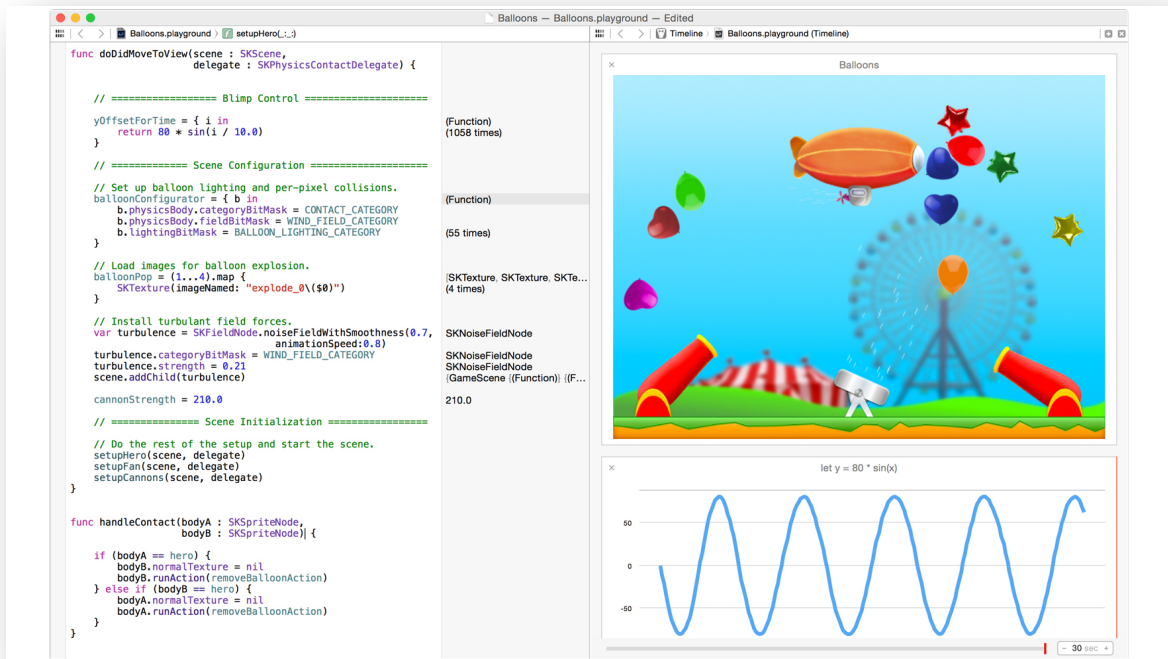 Balloons — Balloons.playground — Edited
Balloons.playground 〉 setupHero(_:_:)
func doDidMoveToView(scene : SKScene,
delegate : SKPhysicsContactDelegate) {
// ================== Blimp Control =====================
yOffsetForTime = { i in
return 80 * sin(i / 10.0)
}
// ============= Scene Configuration ====================
// Set up balloon lighting and per-pixel collisions.
balloonConfigurator = { b in
b.physicsBody.categoryBitMask = CONTACT_CATEGORY
b.physicsBody.fieldBitMask = WIND_FIELD_CATEGORY
b.lightingBitMask = BALLOON_LIGHTING_CATEGORY
}
// Load images for balloon explosion.
balloonPop = (1...4).map {
SKTexture(imageNamed: "explode_0\($0)")
}
// Install turbulant field forces.
var turbulence = SKFieldNode.noiseFieldWithSmoothness(0.7,
animationSpeed:0.8)
turbulence.categoryBitMask = WIND_FIELD_CATEGORY
turbulence.strength = 0.21
scene.addChild(turbulence)
cannonStrength = 210.0
// ================ Scene Initialization =================
// Do the rest of the setup and start the scene.
setupHero(scene, delegate)
setupFan(scene, delegate)
setupCannons(scene, delegate)
}
func handleContact(bodyA : SKSpriteNode,
bodyB : SKSpriteNode) {
if (bodyA == hero) {
bodyB.normalTexture = nil
bodyB.runAction(removeBalloonAction)
} else if (bodyB == hero) {
bodyA.normalTexture = nil
bodyA.runAction(removeBalloonAction)
}
}
(Function)
(1058 times)
(Function)
(55 times)
[SKTexture, SKTexture, SKTe...
(4 times)
SKNoiseFieldNode
SKNoiseFieldNode
SKNoiseFieldNode
{GameScene {(Function)} {(F...
210.0
Timeline 〉 Balloons.playground (Timeline)
Balloons
let y = 80 * sin(x)
50
0
-50
− 30 sec +